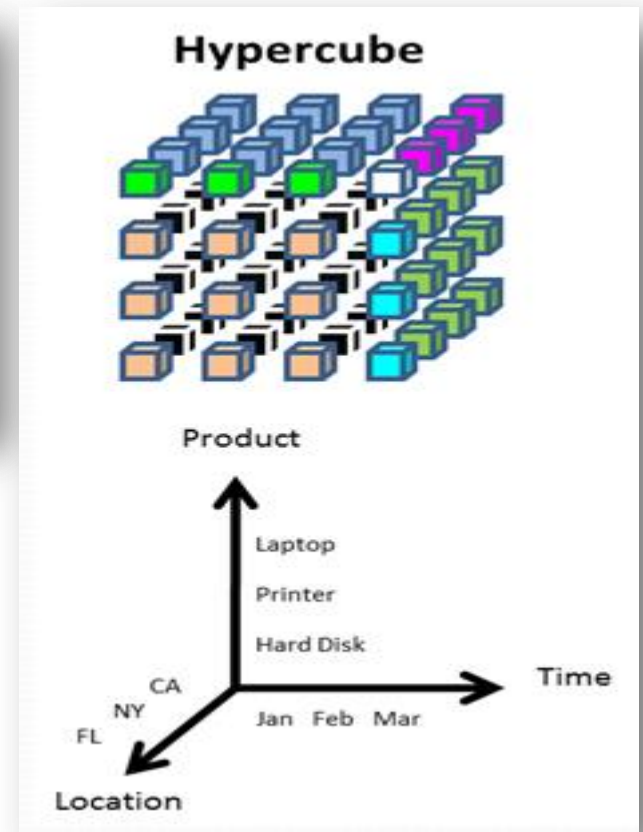 Hypercube
Product
Laptop
Printer
Hard Disk
Time
CA
NY
FL
Jan Feb Mar
Location